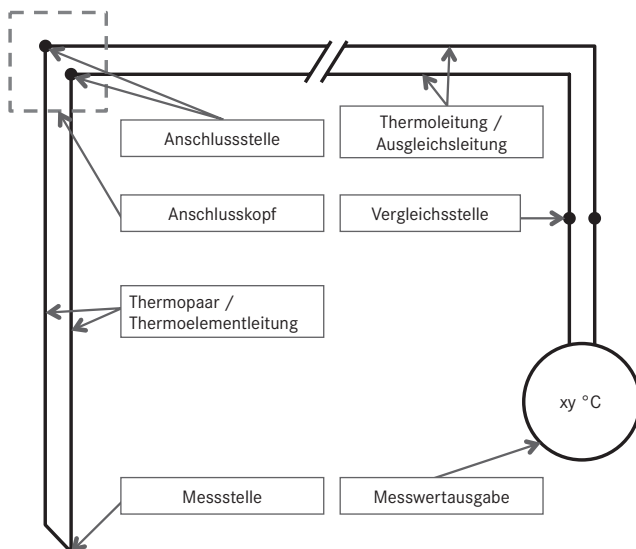 Anschlussstelle
Thermoleitung /
Ausgleichsleitung
Anschlusskopf
Vergleichsstelle
Thermopaar /
Thermoelementleitung
xy °C
Messstelle
Messwertausgabe